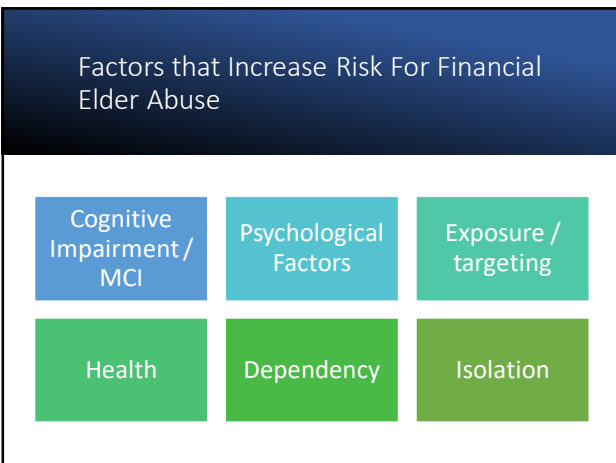 Factors that Increase Risk For Financial
Elder Abuse
Cognitive
Impairment /
MCI
Psychological
Factors
Exposure /
targeting
Health
Dependency
Isolation